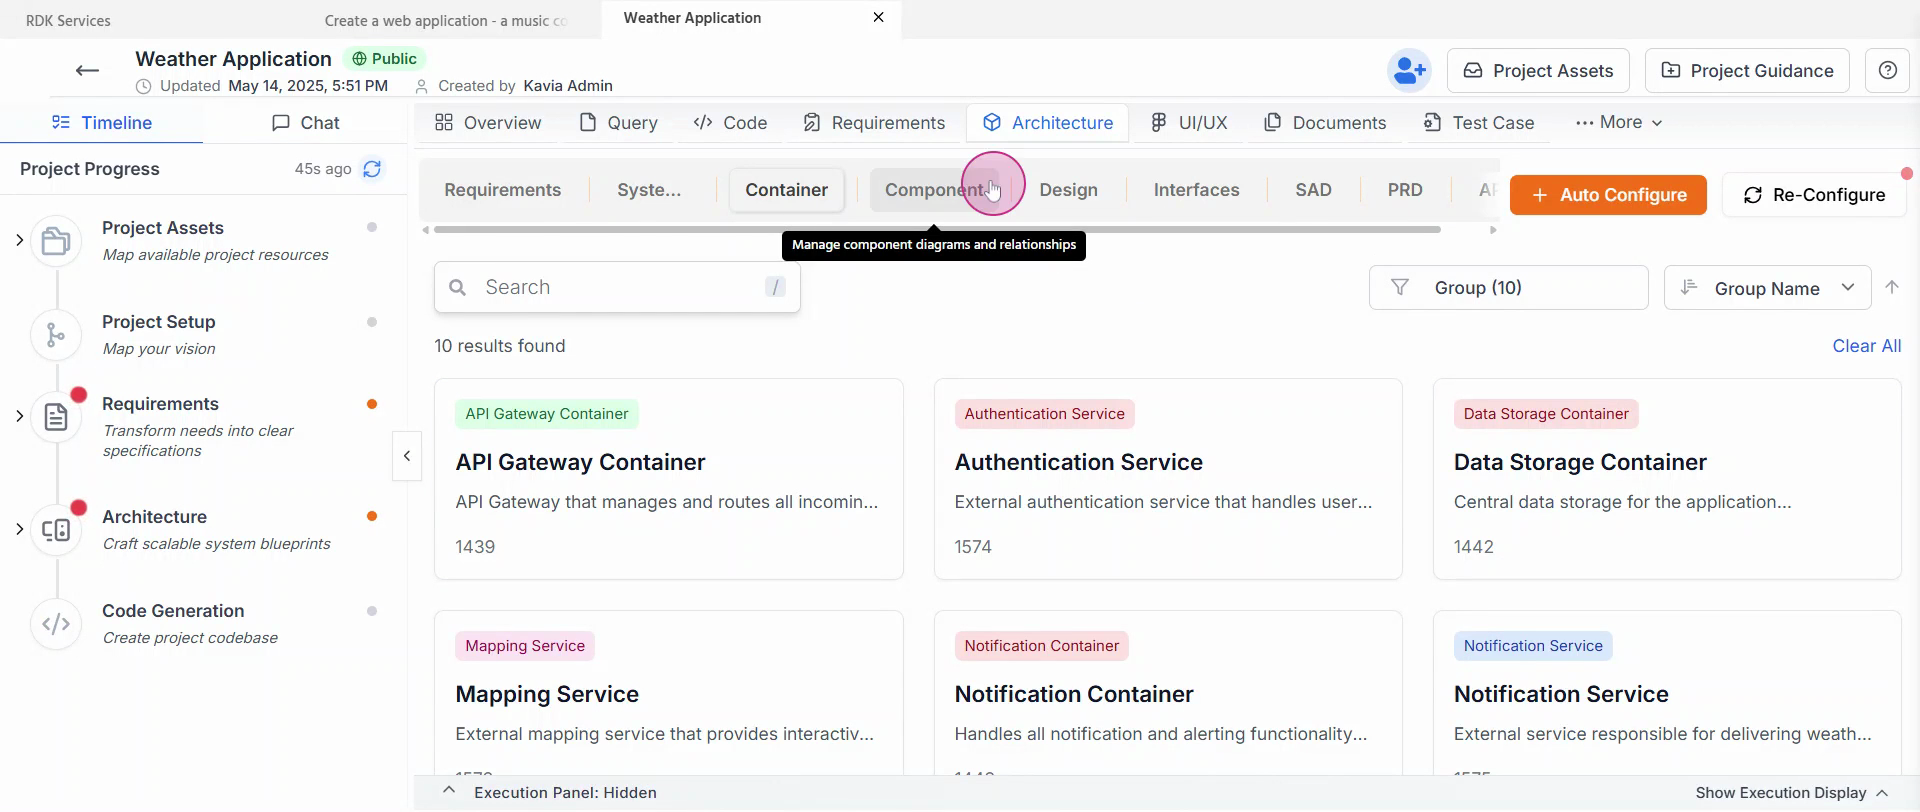 RDK Services
Create a web application - a music co
Weather Application
Weather Application
Public
Updated May 14, 2025, 5:51 PM
Created by Kavia Admin
Project Assets
Project Guidance
Timeline
Chat
Overview
Query
Code
Requirements
Architecture
UI/UX
Documents
Test Case
More
Project Progress
45s ago
Requirements
Syste...
Container
Component
Design
Interfaces
SAD
PRD
Auto Configure
Re-Configure
Manage component diagrams and relationships
Project Assets
Map available project resources
Project Setup
Map your vision
Requirements
Transform needs into clear
specifications
Architecture
Craft scalable system blueprints
Code Generation
Create project codebase
Search
/
Group (10)
Group Name
10 results found
Clear All
API Gateway Container
API Gateway Container
API Gateway that manages and routes all incomin...
1439
Authentication Service
Authentication Service
External authentication service that handles user...
1574
Data Storage Container
Data Storage Container
Central data storage for the application...
1442
Mapping Service
Mapping Service
External mapping service that provides interactiv...
Notification Container
Notification Container
Handles all notification and alerting functionality...
Notification Service
Notification Service
External service responsible for delivering weath...
Execution Panel: Hidden
Show Execution Display